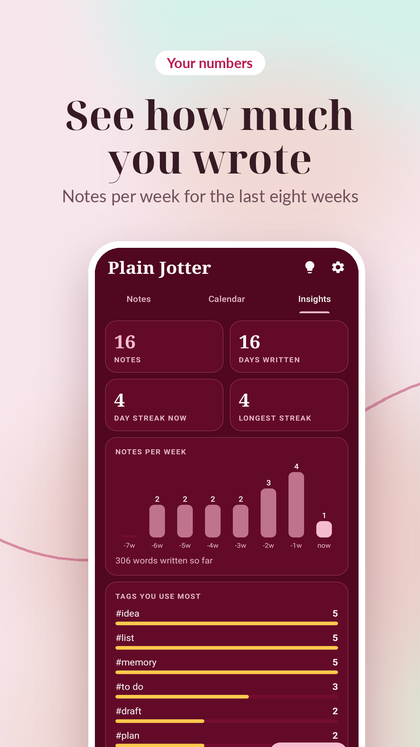 Your numbers
See how much
you wrote
Notes per week for the last eight weeks
Plain Jotter
Notes Calendar Insights
16 16
NOTES DAYS WRITTEN
4 4
DAY STREAK NOW LONGEST STREAK
NOTES PER WEEK
2 2 2 2 3 4 1
-7w -6w -5w -4w -3w -2w -1w now
306 words written so far
TAGS YOU USE MOST
#idea 5
#list 5
#memory 5
#to do 3
#draft 2
#plan 2